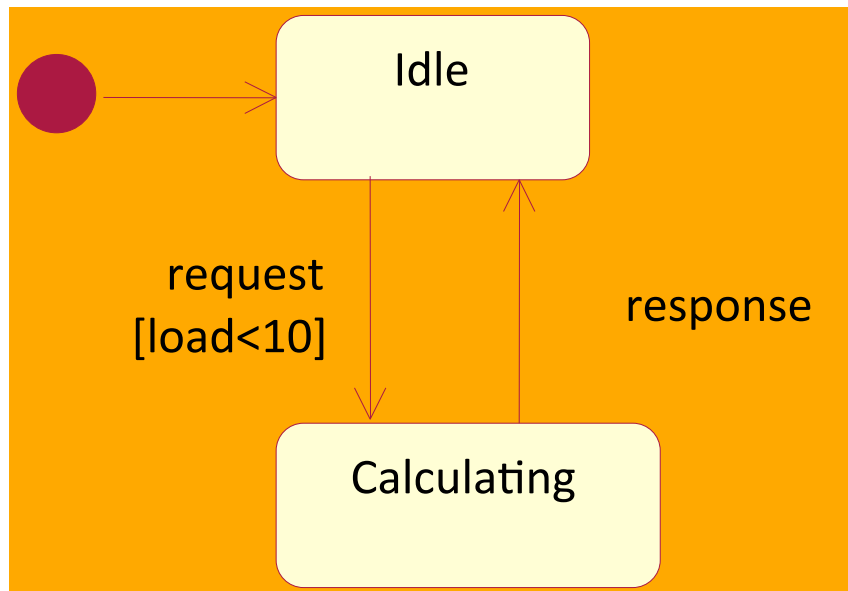 Idle
request
[load<10]
response
Calculating